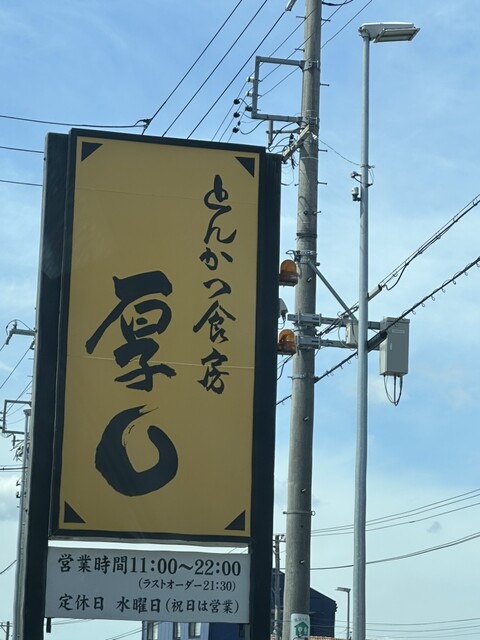 とんかつ食房
厚
営業時間11:00〜22:00
(ラストオーダー21:30)
定休日 水曜日(祝日は営業)